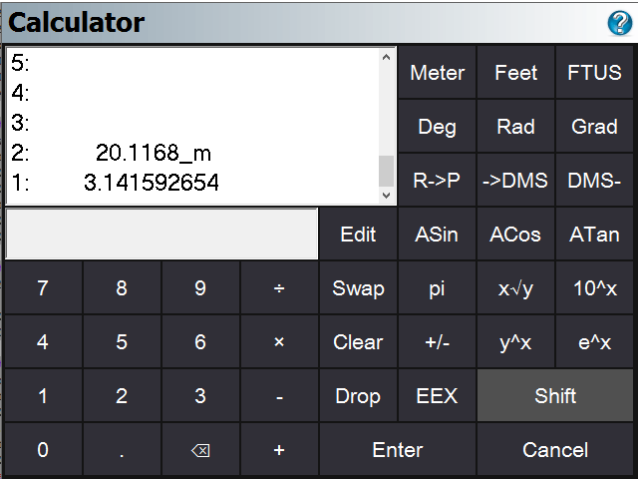 Calculator
5:
4:
3:
2: 20.1168_m
1: 3.141592654
Meter Feet FTUS
Deg Rad Grad
R->P ->DMS DMS-
Edit ASin ACos ATan
7 8 9 ÷ Swap pi x√y 10^x
4 5 6 × Clear +/- y^x e^x
1 2 3 - Drop EEX Shift
0 . ⌫ + Enter Cancel